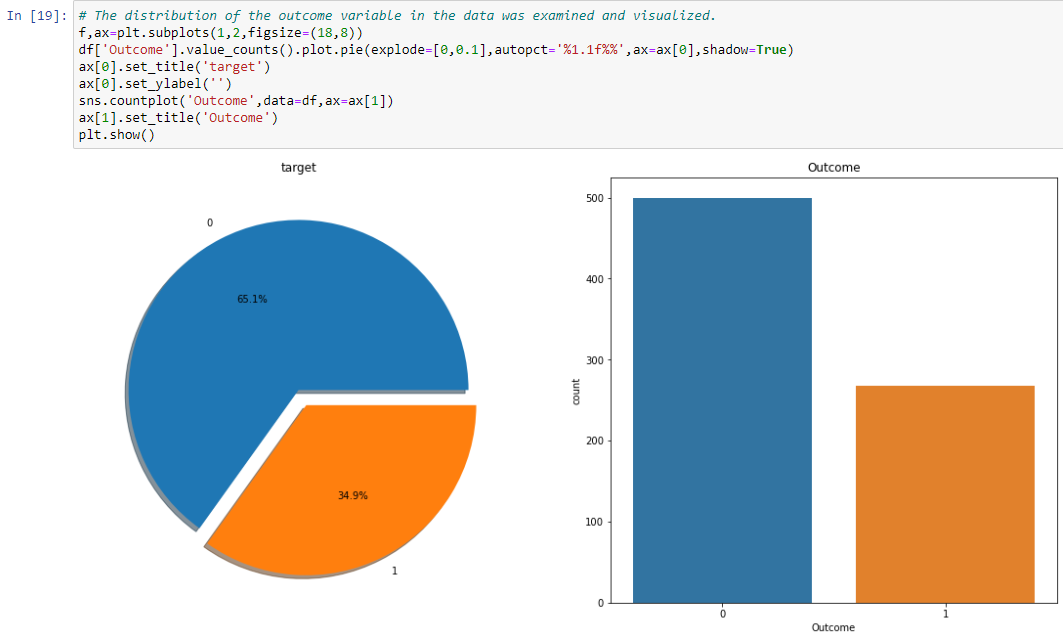 In [19]: # The distribution of the outcome variable in the data was examined and visualized.
f,ax=plt.subplots(1,2,figsize=(18,8))
df['Outcome'].value_counts().plot.pie(explode=[0,0.1],autopct='%1.1f%%',ax=ax[0],shadow=True)
ax[0].set_title('target')
ax[0].set_ylabel('')
sns.countplot('Outcome',data=df,ax=ax[1])
ax[1].set_title('Outcome')
plt.show()
target
0
65.1%
34.9%
1
Outcome
500
400
300
200
100
0
count
0 1
Outcome